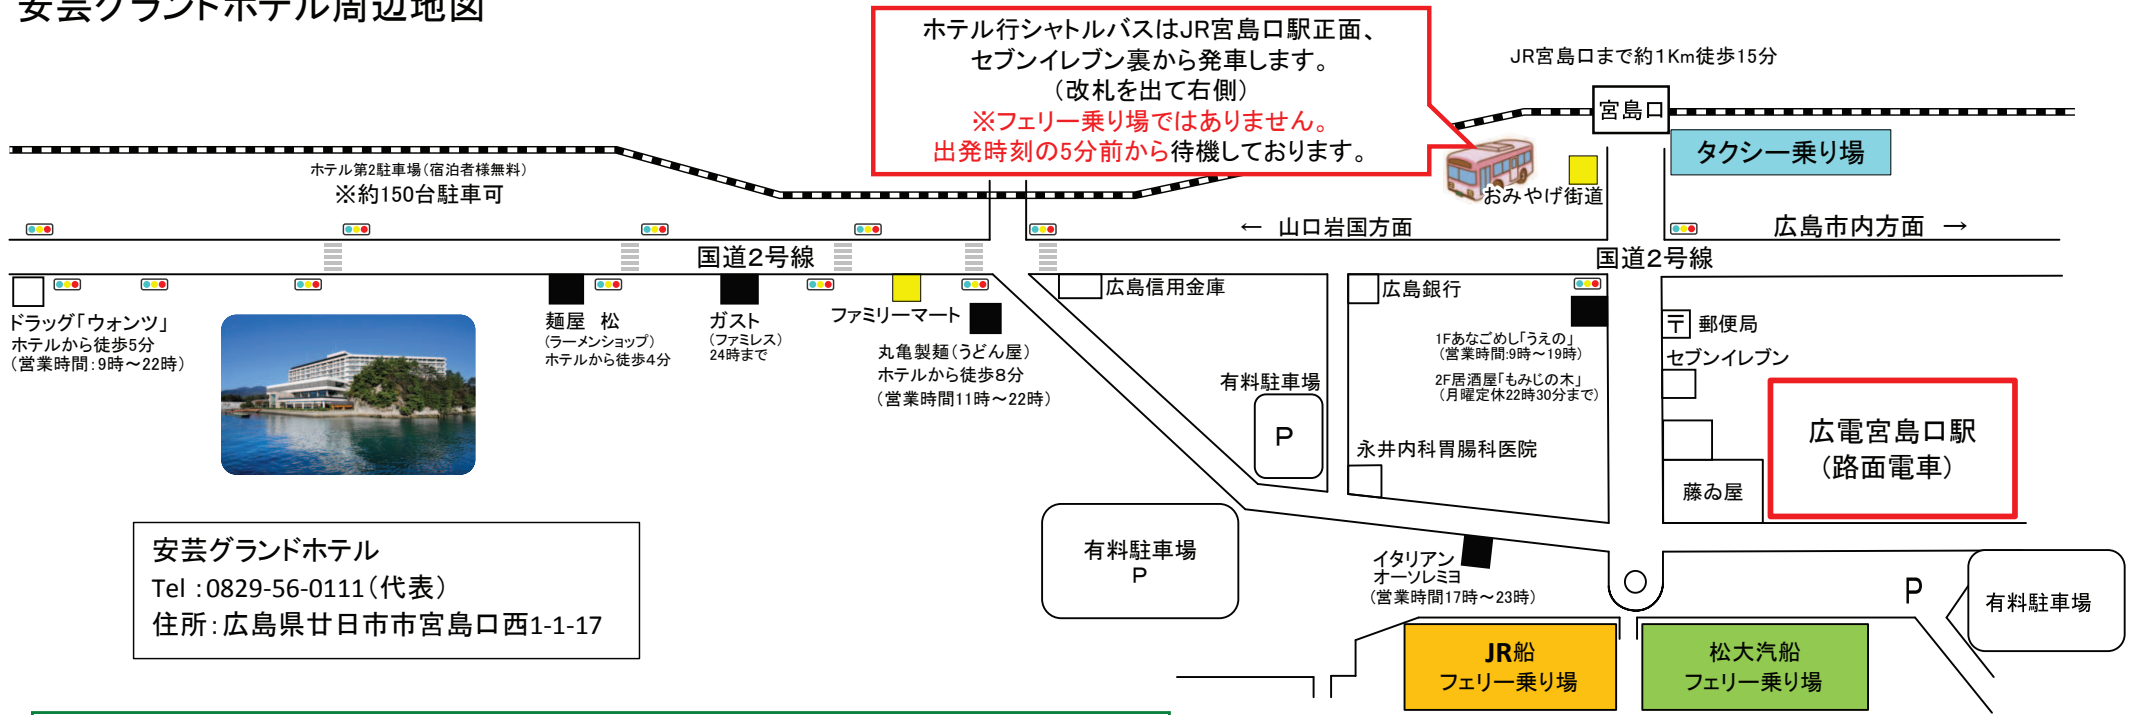 安芸グランドホテル周辺地図
ホテル行シャトルバスはJR宮島口駅正面、
セブンイレブン裏から発車します。
（改札を出て右側）
※フェリー乗り場ではありません。
出発時刻の5分前から待機しております。
JR宮島口まで約1Km徒歩15分
宮島口
タクシー乗り場
おみやげ街道
ホテル第2駐車場（宿泊者様無料）
※約150台駐車可
← 山口岩国方面
広島市内方面 →
国道2号線
国道2号線
ドラッグ「ウォンツ」
ホテルから徒歩5分
（営業時間：9時～22時）
麺屋 松
（ラーメンショップ）
ホテルから徒歩4分
ガスト
（ファミレス）
24時まで
ファミリーマート
丸亀製麺（うどん屋）
ホテルから徒歩8分
（営業時間11時～22時）
広島信用金庫
広島銀行
1Fあなごめし「うえの」
（営業時間:9時～19時）
2F居酒屋「もみじの木」
（月曜定休22時30分まで）
〒 郵便局
セブンイレブン
有料駐車場
P
永井内科胃腸科医院
藤ゐ屋
広電宮島口駅
（路面電車）
有料駐車場
P
イタリアン
オーソレミヨ
（営業時間17時～23時）
P
有料駐車場
JR船
フェリー乗り場
松大汽船
フェリー乗り場
安芸グランドホテル
Tel：0829-56-0111（代表）
住所：広島県廿日市市宮島口西1-1-17